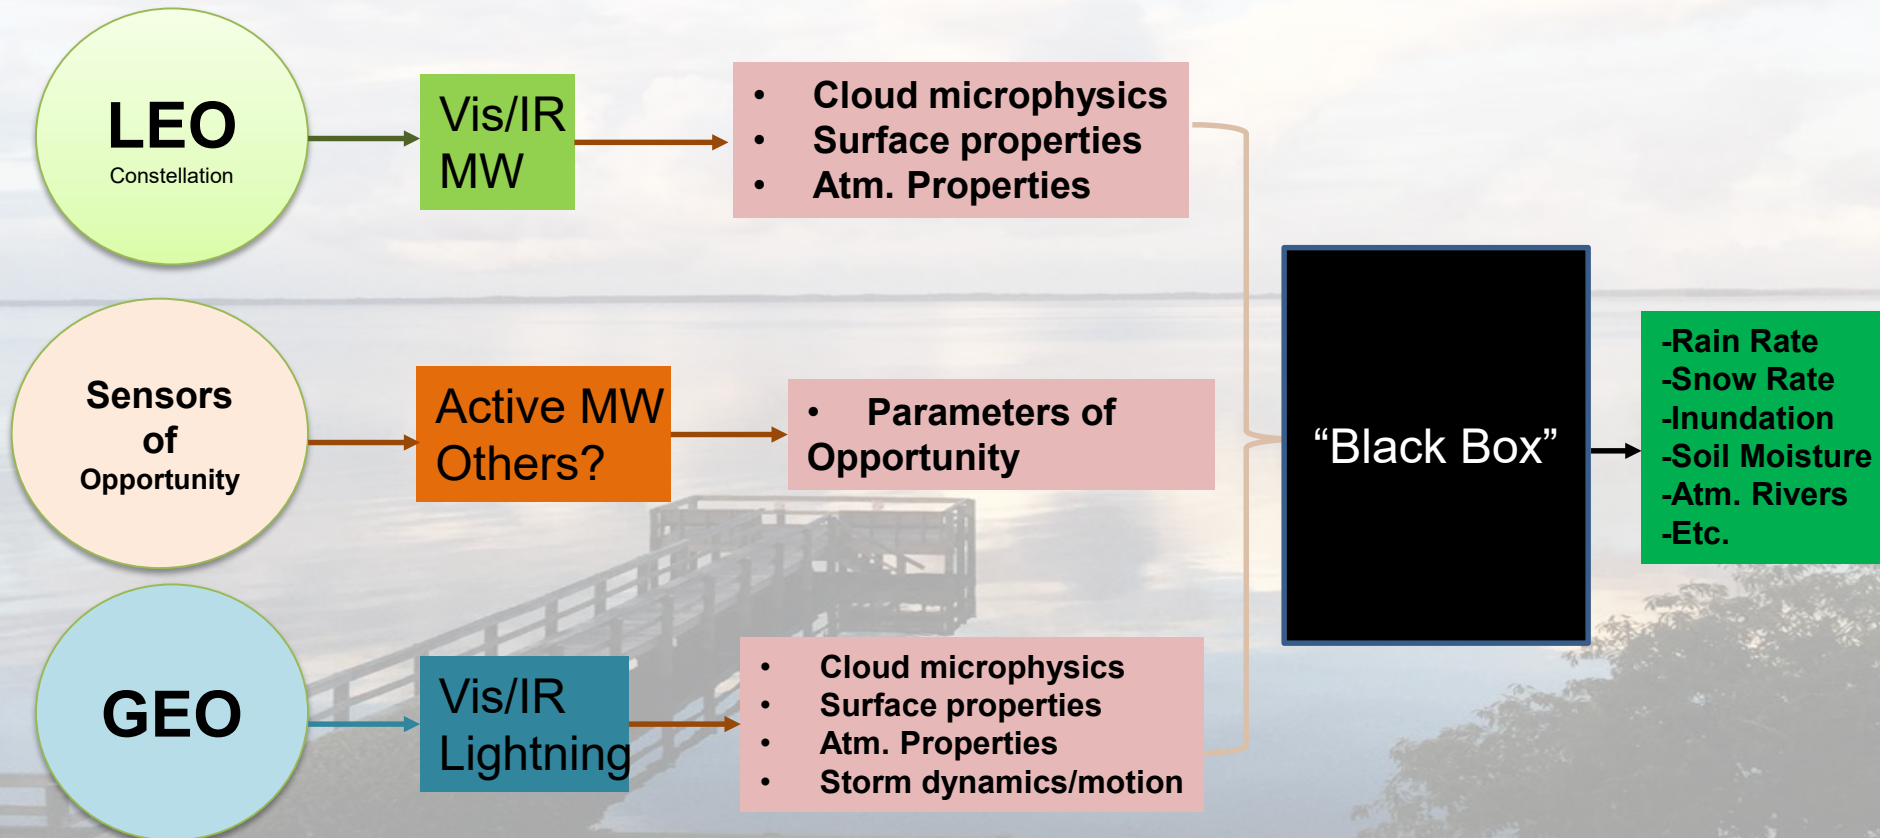 LEO
Constellation
Vis/IR
MW
• Cloud microphysics
• Surface properties
• Atm. Properties
Sensors
of
Opportunity
Active MW
Others?
• Parameters of
Opportunity
GEO
Vis/IR
Lightning
• Cloud microphysics
• Surface properties
• Atm. Properties
• Storm dynamics/motion
“Black Box”
-Rain Rate
-Snow Rate
-Inundation
-Soil Moisture
-Atm. Rivers
-Etc.